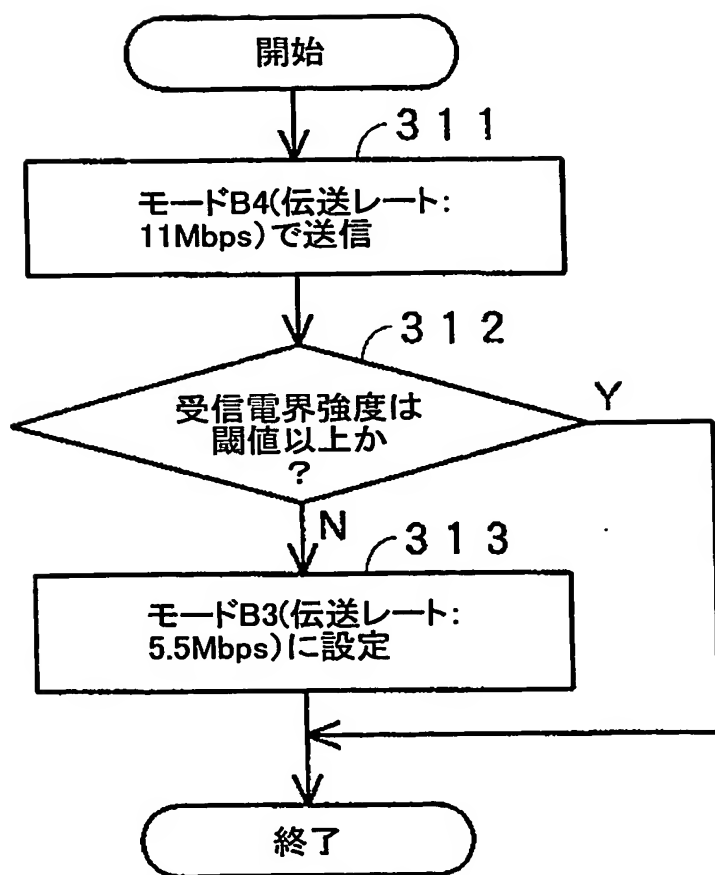 開始
311
モードB4(伝送レート:
11Mbps)で送信
312
受信電界強度は
閾値以上か
?
Y
N
313
モードB3(伝送レート:
5.5Mbps)に設定
終了